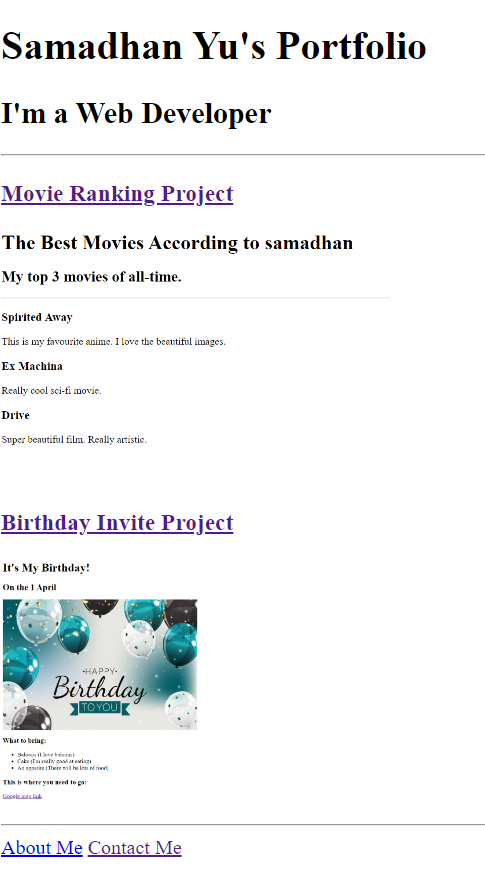 Samadhan Yu's Portfolio
I'm a Web Developer
Movie Ranking Project
The Best Movies According to samadhan
My top 3 movies of all-time.
Spirited Away
This is my favourite anime. I love the beautiful images.
Ex Machina
Really cool sci-fi movie.
Drive
Super beautiful film. Really artistic.
Birthday Invite Project
It's My Birthday!
On the 1 April
·HAPPY·
Birthday
TO YOU
What to bring:
Baloons (I love baloons)
Cake (I'm really good at eating)
An appetite (There will be lots of food)
This is where you need to go:
Google map link
About Me Contact Me